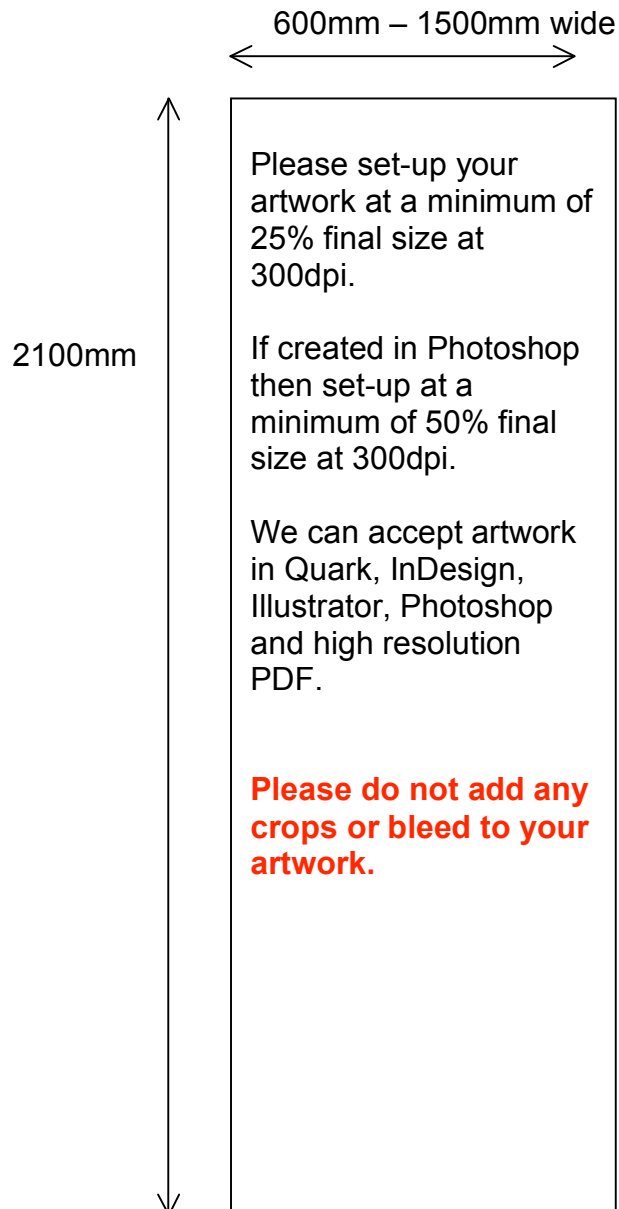 600mm – 1500mm wide
Please set-up your
artwork at a minimum of
25% final size at
300dpi.
2100mm
If created in Photoshop
then set-up at a
minimum of 50% final
size at 300dpi.
We can accept artwork
in Quark, InDesign,
Illustrator, Photoshop
and high resolution
PDF.
Please do not add any
crops or bleed to your
artwork.